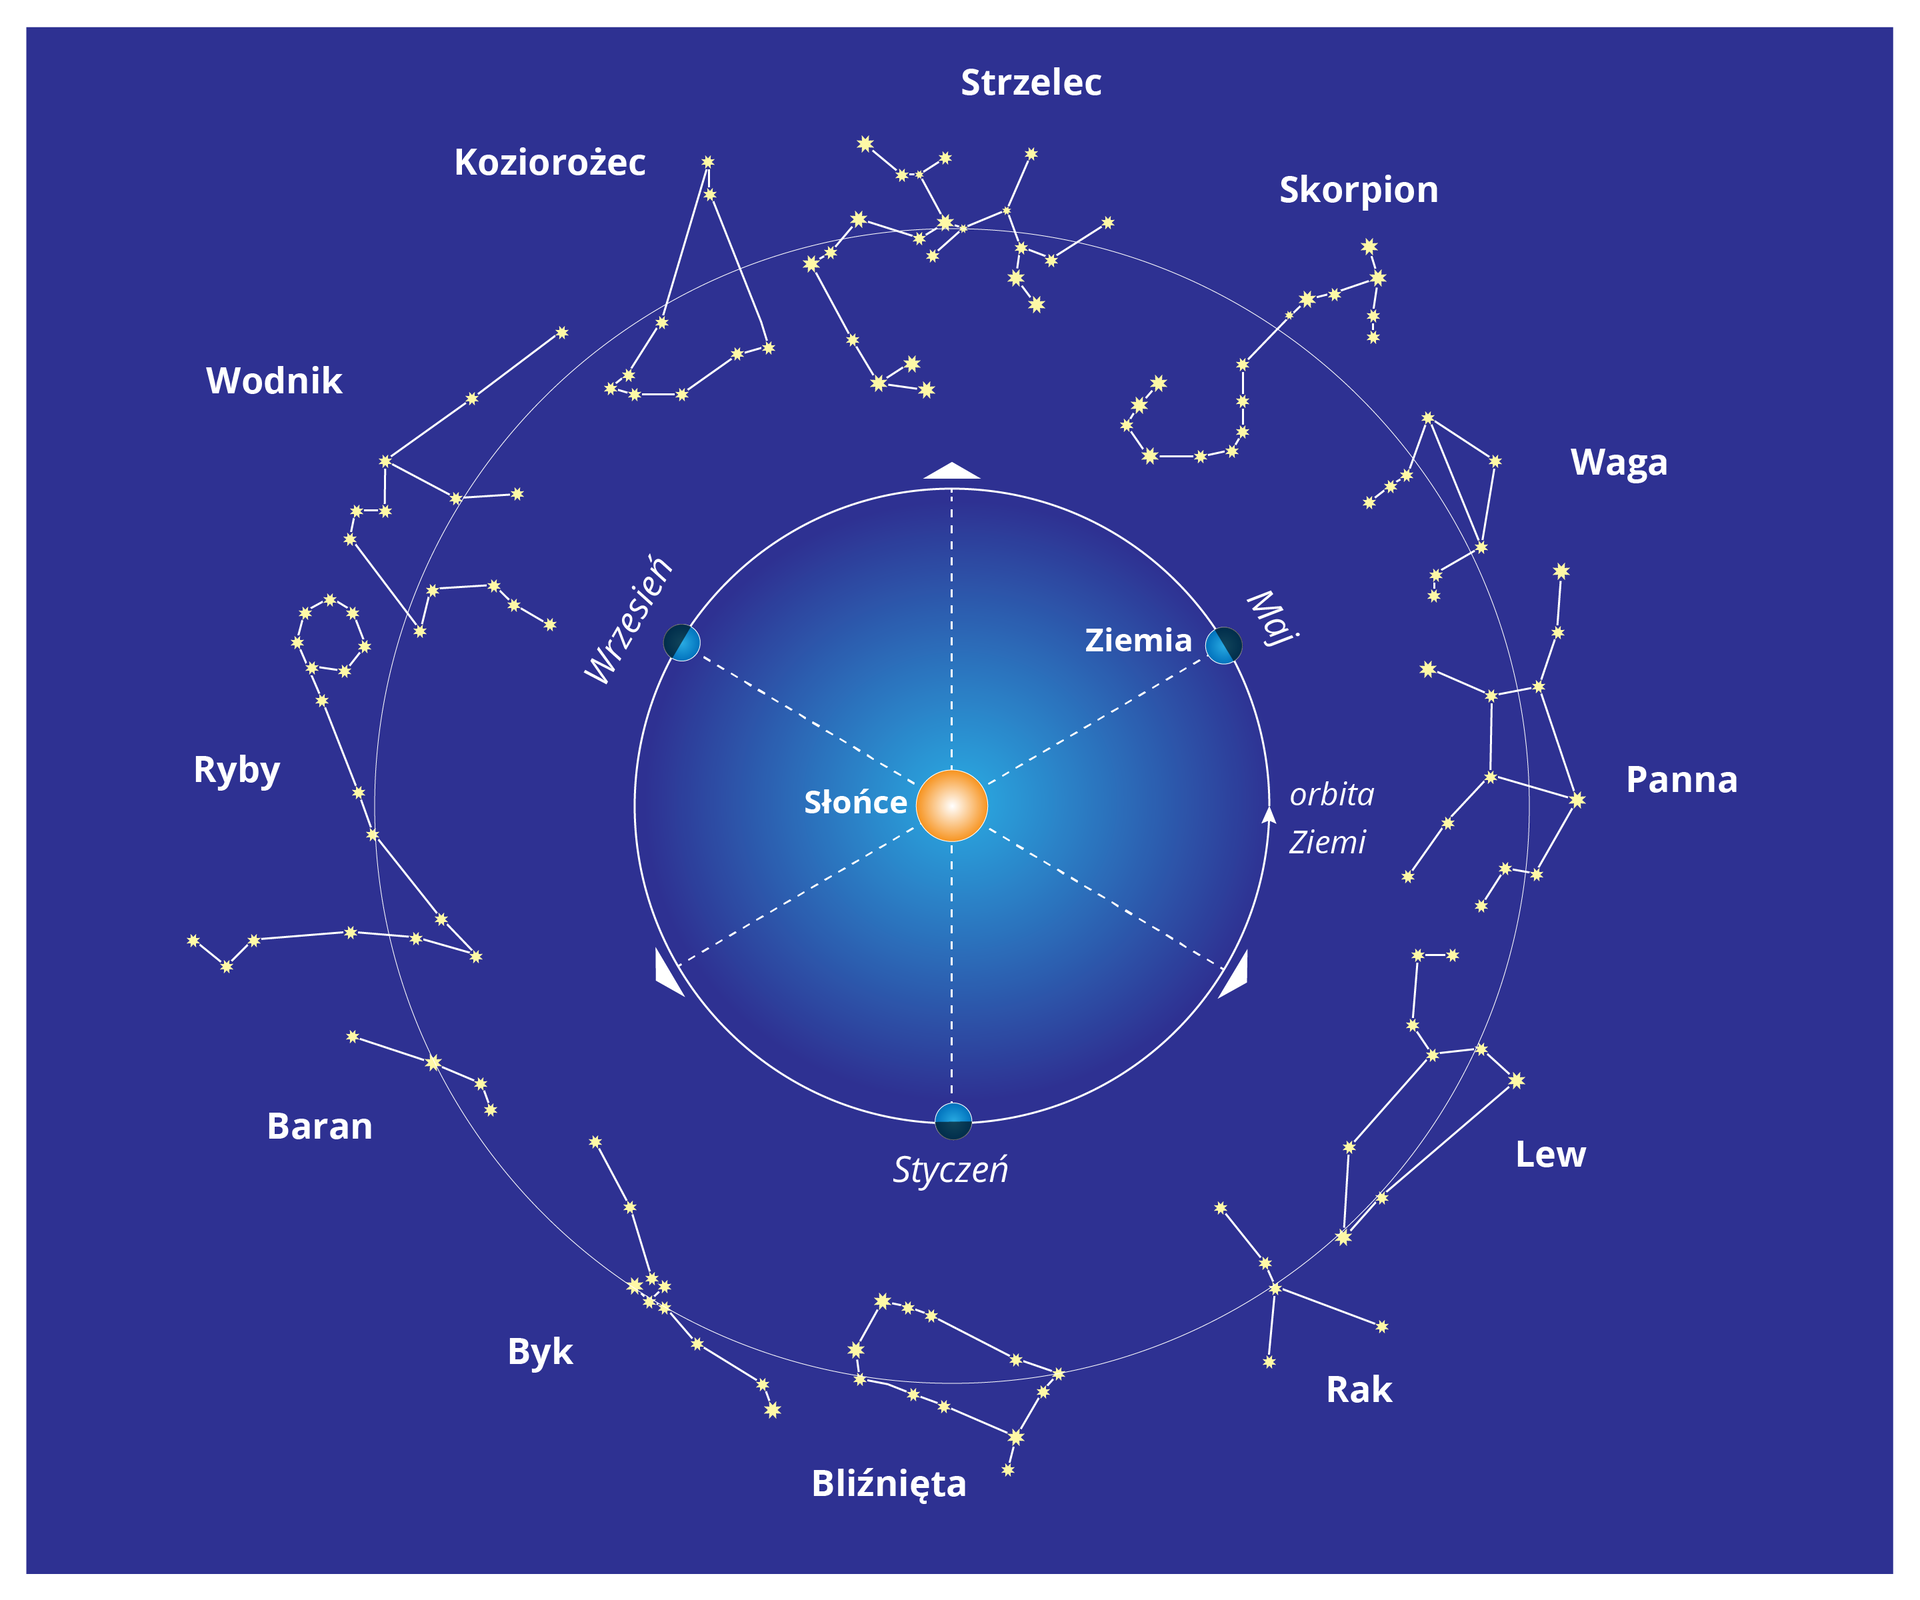 Strzelec
Koziorożec
Skorpion
Wodnik
Waga
Wrzesień
Maj
Ziemia
Ryby
Słońce
orbita
Ziemi
Panna
Baran
Lew
Styczeń
Byk
Rak
Bliźnięta